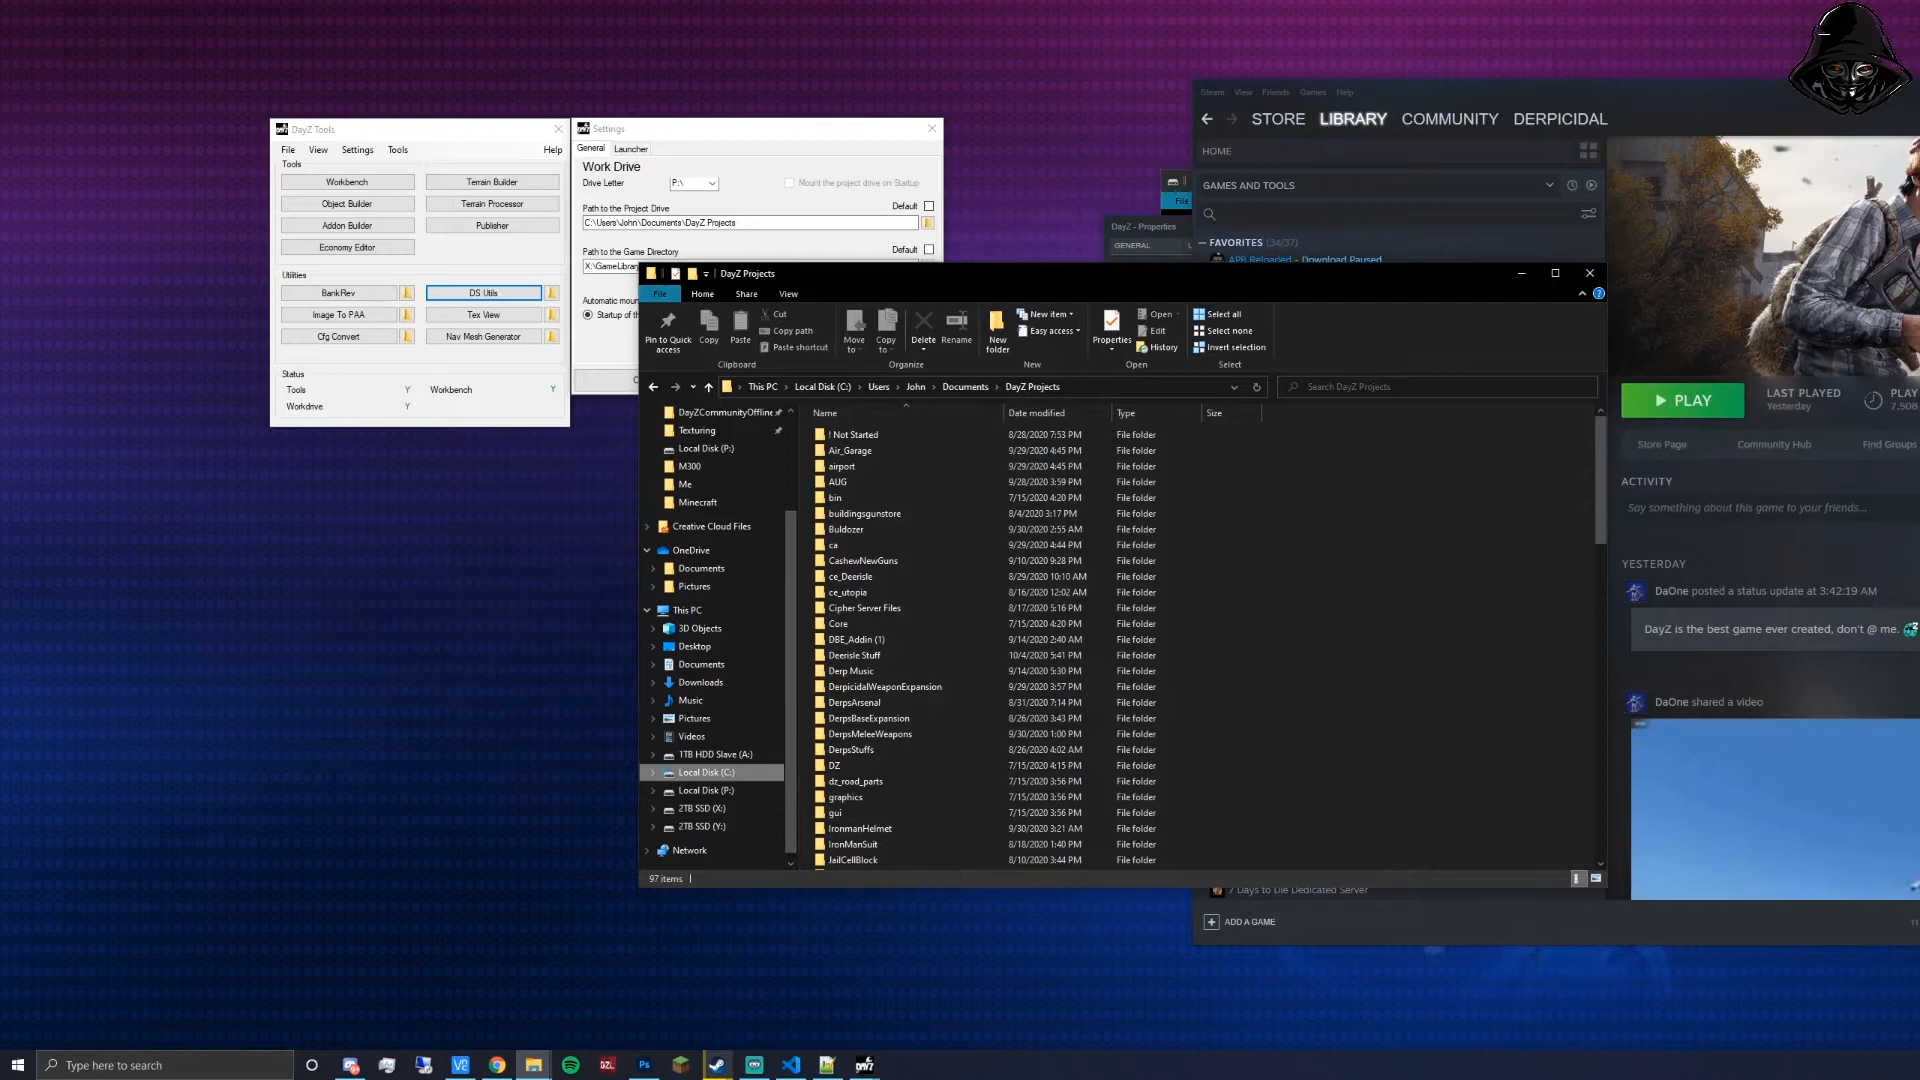 DayZ Tools
File View Settings Tools Help
Tools
Workbench Terrain Builder
Object Builder Terrain Processor
Addon Builder Publisher
Economy Editor
Utilities
BankRev DS Utils
Image To PAA Tex View
Cfg Convert Nav Mesh Generator
Status
Tools Y Workbench Y
Workdrive Y
Settings
General Launcher
Work Drive
Drive Letter P:\ Mount the project drive on Startup
Path to the Project Drive Default
C:\Users\John\Documents\DayZ Projects
Path to the Game Directory Default
X:\GameLibrar
Automatic moun
Startup of th
File
DayZ - Properties
GENERAL
Steam View Friends Games Help
STORE LIBRARY COMMUNITY DERPICIDAL
HOME
GAMES AND TOOLS
FAVORITES (34/37)
APB Reloaded - Download Paused
DayZ Projects
File Home Share View
Pin to Quick access
Copy
Paste
Cut
Copy path
Paste shortcut
Clipboard
Move to
Copy to
Delete
Rename
Organize
New folder
New item
Easy access
New
Properties
Open
Edit
History
Open
Select all
Select none
Invert selection
Select
This PC Local Disk (C:) Users John Documents DayZ Projects
Search DayZ Projects
DayZCommunityOffline
Texturing
Local Disk (P:)
M300
Me
Minecraft
Creative Cloud Files
OneDrive
Documents
Pictures
This PC
3D Objects
Desktop
Documents
Downloads
Music
Pictures
Videos
1TB HDD Slave (A:)
Local Disk (C:)
Local Disk (P:)
2TB SSD (X:)
2TB SSD (Y:)
Network
Name Date modified Type Size
! Not Started 8/28/2020 7:53 PM File folder
Air_Garage 9/29/2020 4:45 PM File folder
airport 9/29/2020 4:45 PM File folder
AUG 9/28/2020 3:59 PM File folder
bin 7/15/2020 4:20 PM File folder
buildingsgunstore 8/4/2020 3:17 PM File folder
Buldozer 9/30/2020 2:55 AM File folder
ca 9/29/2020 4:44 PM File folder
CashewNewGuns 9/10/2020 9:28 PM File folder
ce_Deerisle 8/29/2020 10:10 AM File folder
ce_utopia 8/16/2020 12:02 AM File folder
Cipher Server Files 8/17/2020 5:16 PM File folder
Core 7/15/2020 4:20 PM File folder
DBE_Addin (1) 9/14/2020 2:40 AM File folder
Deerisle Stuff 10/4/2020 5:41 PM File folder
Derp Music 9/14/2020 5:30 PM File folder
DerpicidalWeaponExpansion 9/29/2020 3:57 PM File folder
DerpsArsenal 8/31/2020 7:14 PM File folder
DerpsBaseExpansion 8/26/2020 3:43 PM File folder
DerpsMeleeWeapons 9/30/2020 1:00 PM File folder
DerpsStuffs 8/26/2020 4:02 AM File folder
DZ 7/15/2020 4:15 PM File folder
dz_road_parts 7/15/2020 3:56 PM File folder
graphics 7/15/2020 3:56 PM File folder
gui 7/15/2020 3:56 PM File folder
IronmanHelmet 9/30/2020 3:21 AM File folder
IronManSuit 8/18/2020 1:40 PM File folder
JailCellBlock 8/10/2020 3:44 PM File folder
97 items
PLAY
LAST PLAYED
Yesterday
PLAY
7,508
Store Page Community Hub Find Groups
ACTIVITY
Say something about this game to your friends...
YESTERDAY
DaOne posted a status update at 3:42:19 AM
DayZ is the best game ever created, don't @ me.
DaOne shared a video
7 Days to Die Dedicated Server
ADD A GAME
Type here to search
DZL
Ps
DAYZ